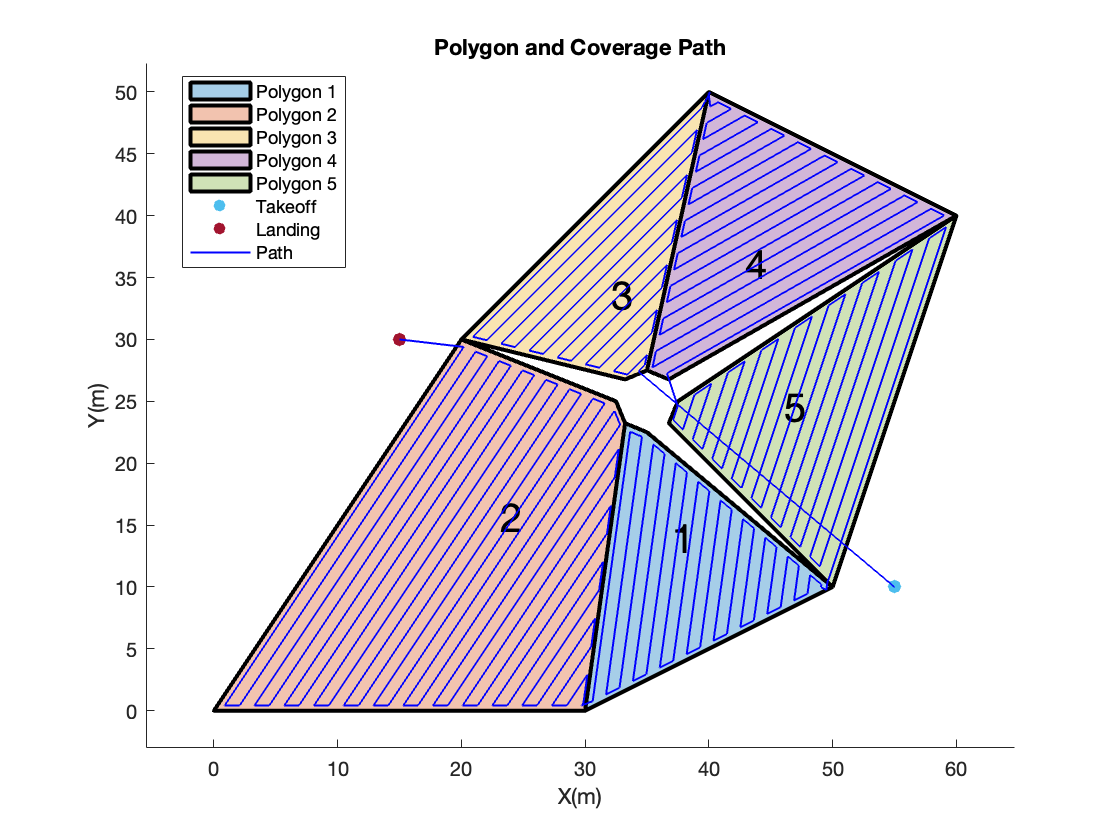 Polygon and Coverage Path
Polygon 1
Polygon 2
Polygon 3
Polygon 4
Polygon 5
Takeoff
Landing
Path
50
45
40
35
30
25
20
15
10
5
0
Y(m)
3
4
5
2
1
0 10 20 30 40 50 60
X(m)